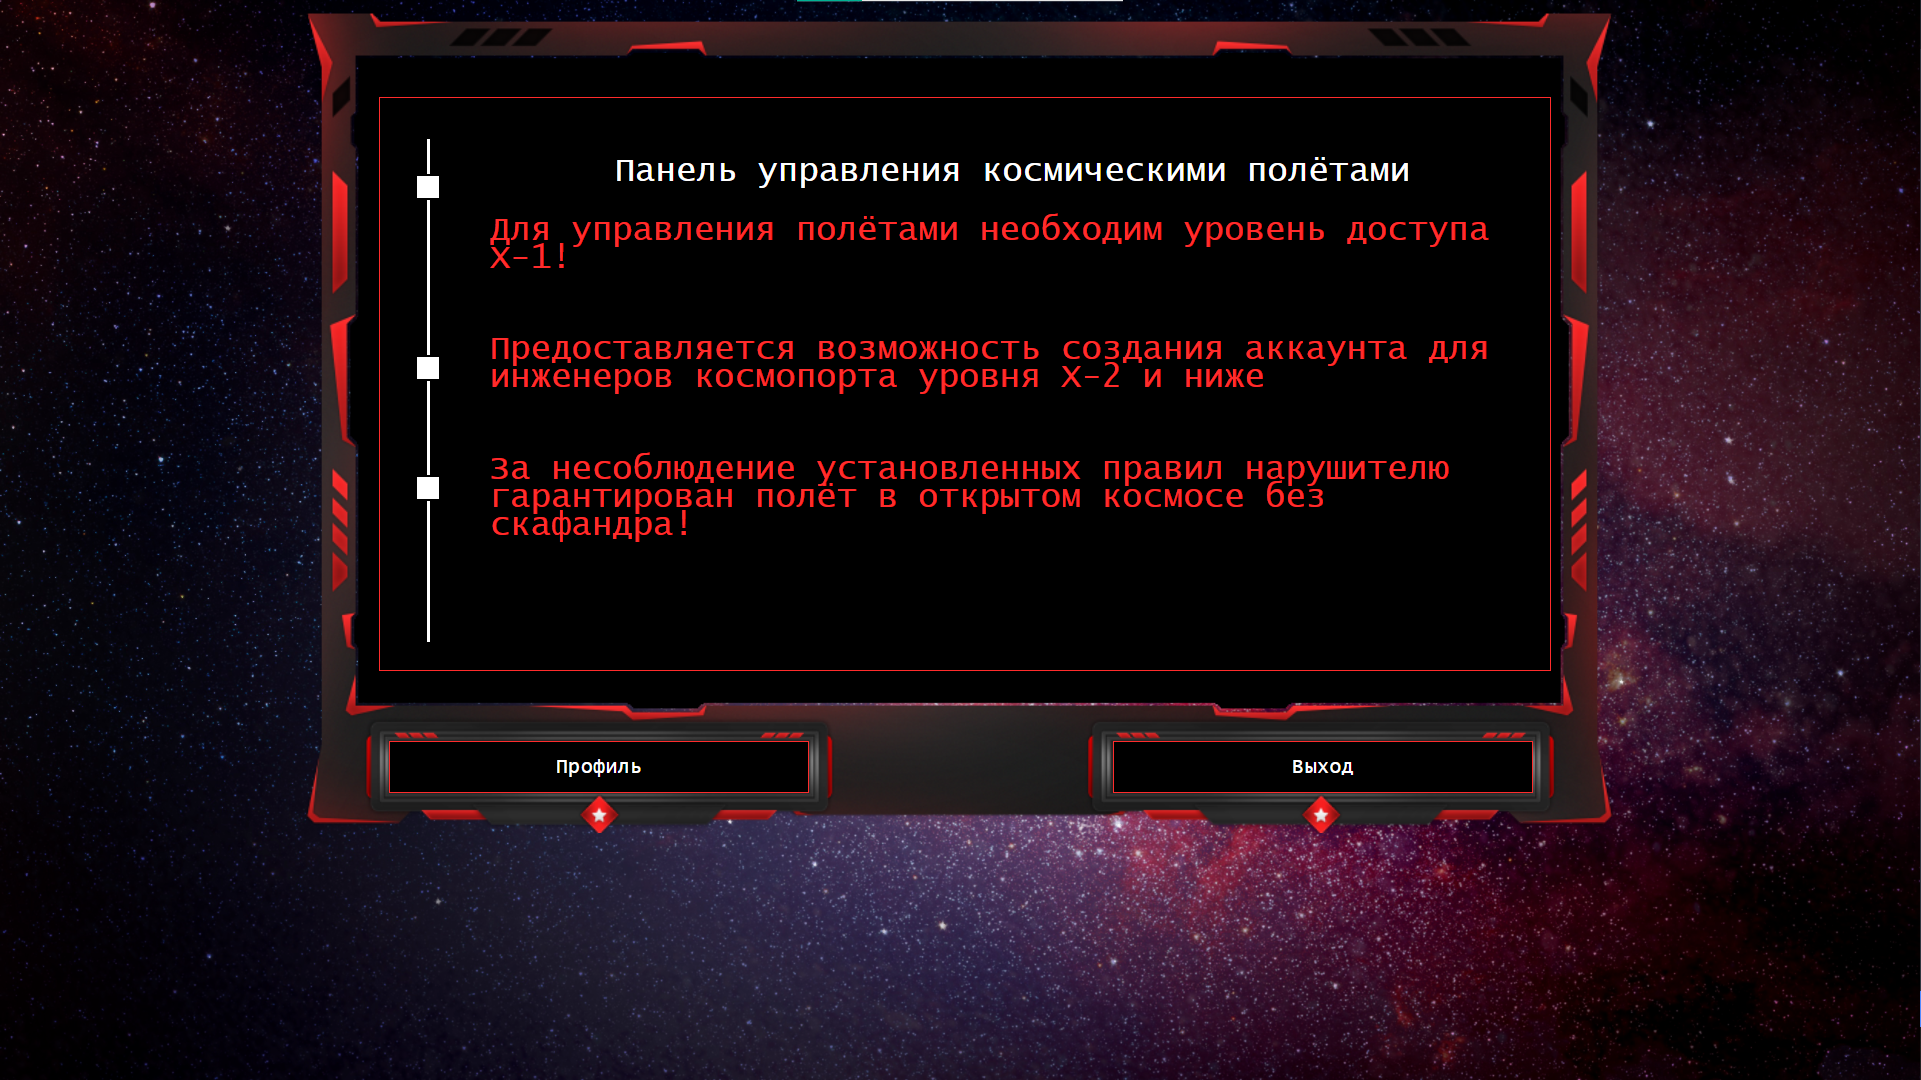 Панель управления космическими полётами
Для управления полётами необходим уровень доступа
X-1!
Предоставляется возможность создания аккаунта для
инженеров космопорта уровня X-2 и ниже
За несоблюдение установленных правил нарушителю
гарантирован полёт в открытом космосе без
скафандра!
Профиль
Выход